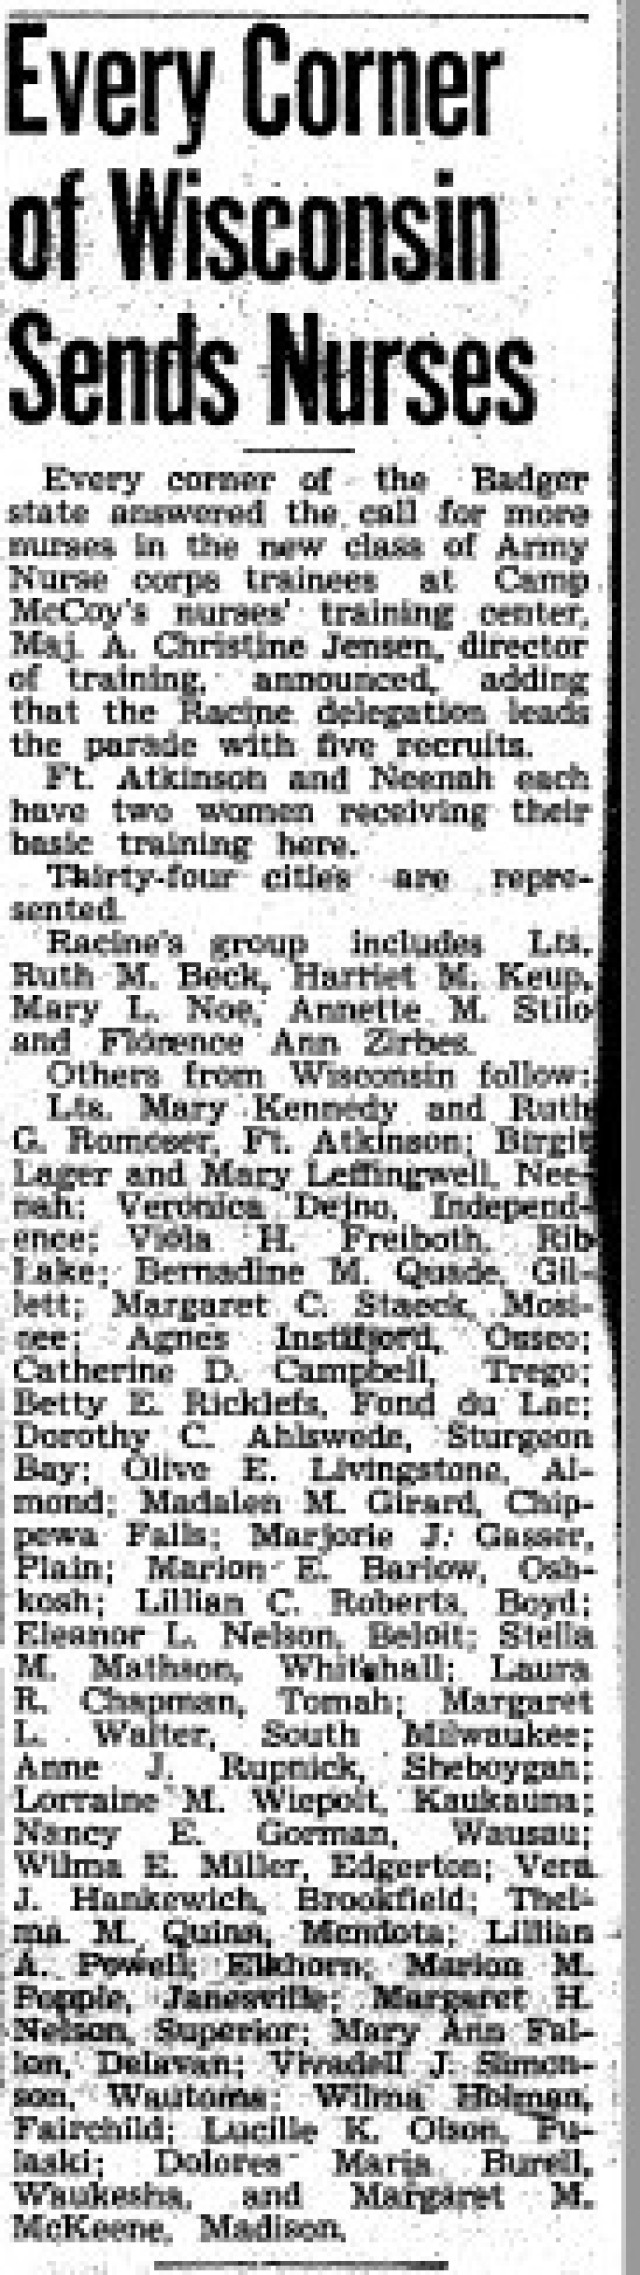 Every Corner
of Wisconsin
Sends Nurses
Every corner of the Badger
state answered the call for more
nurses in the new class of Army
Nurse corps trainees at Camp
McCoy's nurses' training center,
Maj. A. Christine Jensen, director
of training, announced, adding
that the Racine delegation leads
the parade with five recruits.
Ft. Atkinson and Neenah each
have two women receiving their
basic training here.
Thirty-four cities are repre-
sented.
Racine's group includes Lts.
Ruth M. Beck, Harriet M. Keup,
Mary L. Noe, Annette M. Stilo
and Florence Ann Zirbes.
Others from Wisconsin follow:
Lts. Mary Kennedy and Ruth
G. Romoser, Ft. Atkinson; Birgit
Lager and Mary Leffingwell, Nee-
nah; Veronica Dejno, Independ-
ence; Viola H. Freiboth, Rib
Lake; Bernadine M. Quade, Gil-
lett; Margaret C. Staeck, Mosi-
nee; Agnes Osseo;
Catherine D. Campbell, Trego;
Betty E. Ricklefs, Fond du Lac;
Dorothy C. Ahlswede, Sturgeon
Bay; Olive E. Livingstone, Al-
mond; Madalen M. Girard, Chip-
pewa Falls; Marjorie J. Gasser,
Plain; Marion E. Barlow, Osh-
kosh; Lillian C. Roberts, Boyd;
Eleanor L. Nelson, Beloit; Stella
M. Mathson, Whitehall; Laura
R. Chapman, Tomah; Margaret
L. Walter, South Milwaukee;
Anne J. Rupnick, Sheboygan;
Lorraine M. Wiepolt, Kaukauna;
Nancy E. Gorman, Wausau;
Wilma E. Miller, Edgerton; Vera
J. Hankewich, Brookfield; Thel-
ma M. Quinn, Mendota; Lillian
A. Powell; Elkhorn; Marion M.
Popple, Janesville; Margaret H.
Nelson, Superior; Mary Ann Fal-
lon, Delavan; Vivadell J. Simon-
son, Wautoma; Wilma Holman,
Fairchild; Lucille K. Olson, Pu-
laski; Dolores Maria Burell,
Waukesha, and Margaret M.
McKeene, Madison.